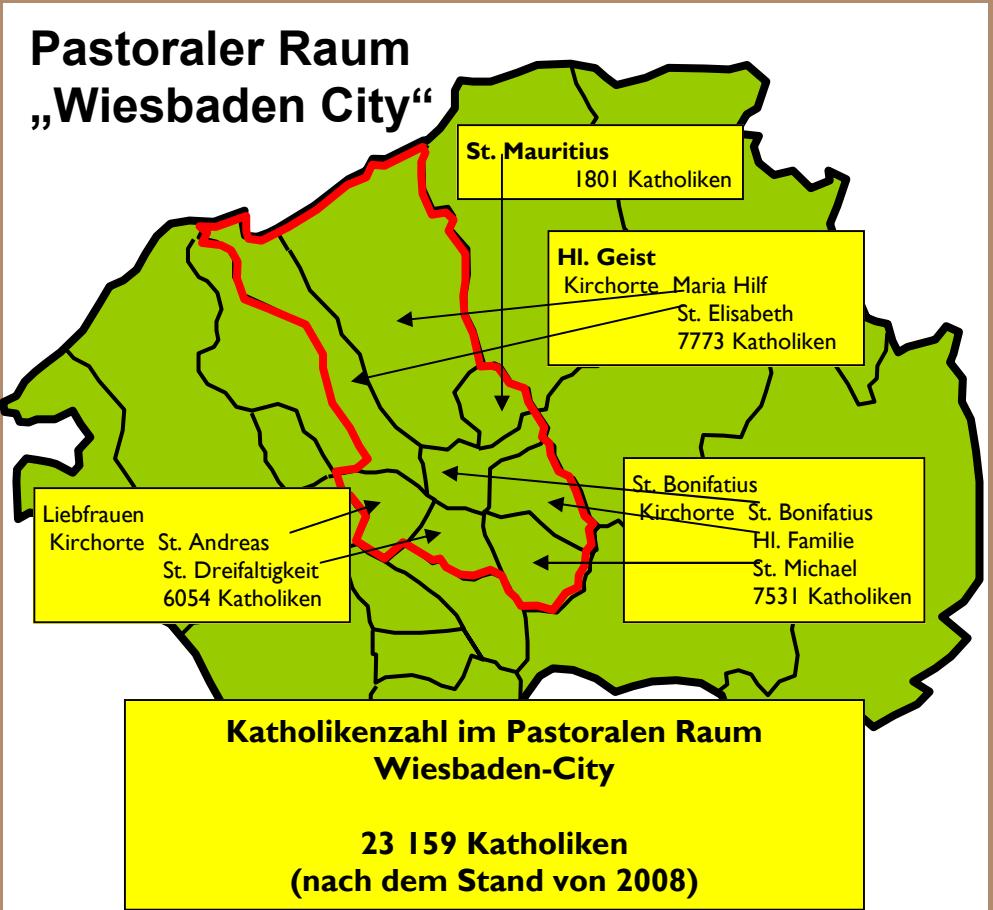 Pastoraler Raum
„Wiesbaden City“
St. Mauritius
1801 Katholiken
Hl. Geist
Kirchorte Maria Hilf
St. Elisabeth
7773 Katholiken
Liebfrauen
Kirchorte St. Andreas
St. Dreifaltigkeit
6054 Katholiken
St. Bonifatius
Kirchorte St. Bonifatius
Hl. Familie
St. Michael
7531 Katholiken
Katholikenzahl im Pastoralen Raum
Wiesbaden-City
23 159 Katholiken
(nach dem Stand von 2008)